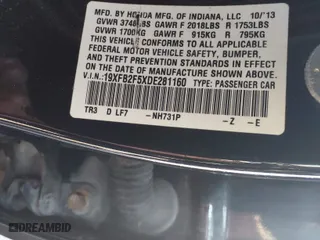 MFD. BY HONDA MFG. OF INDIANA, LLC 10/'13
GVWR 3748LBS GAWR F 2018LBS R 1753LBS
GVWR 1700KG GAWR F 915KG R 795KG
THIS VEHICLE CONFORMS TO ALL APPLICABLE
FEDERAL MOTOR VEHICLE SAFETY, BUMPER,
AND THEFT PREVENTION STANDARDS IN EFFECT
ON THE DATE OF MANUFACTURE SHOWN ABOVE.
V.I.N.: 19XFB2F5XDE281160 TYPE: PASSENGER CAR
TR3 D LF7 -NH731P -Z -E
DREAMBID